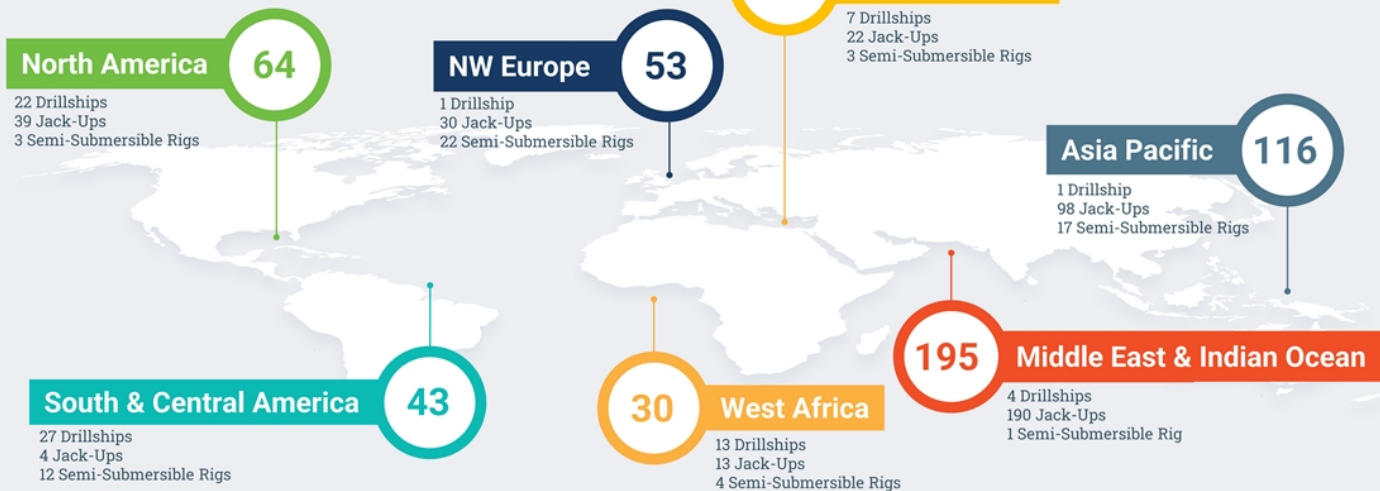 7 Drillships
22 Jack-Ups
3 Semi-Submersible Rigs
North America
64
22 Drillships
39 Jack-Ups
3 Semi-Submersible Rigs
NW Europe
53
1 Drillship
30 Jack-Ups
22 Semi-Submersible Rigs
Asia Pacific
116
1 Drillship
98 Jack-Ups
17 Semi-Submersible Rigs
South & Central America
43
27 Drillships
4 Jack-Ups
12 Semi-Submersible Rigs
30
West Africa
13 Drillships
13 Jack-Ups
4 Semi-Submersible Rigs
195
Middle East & Indian Ocean
4 Drillships
190 Jack-Ups
1 Semi-Submersible Rig